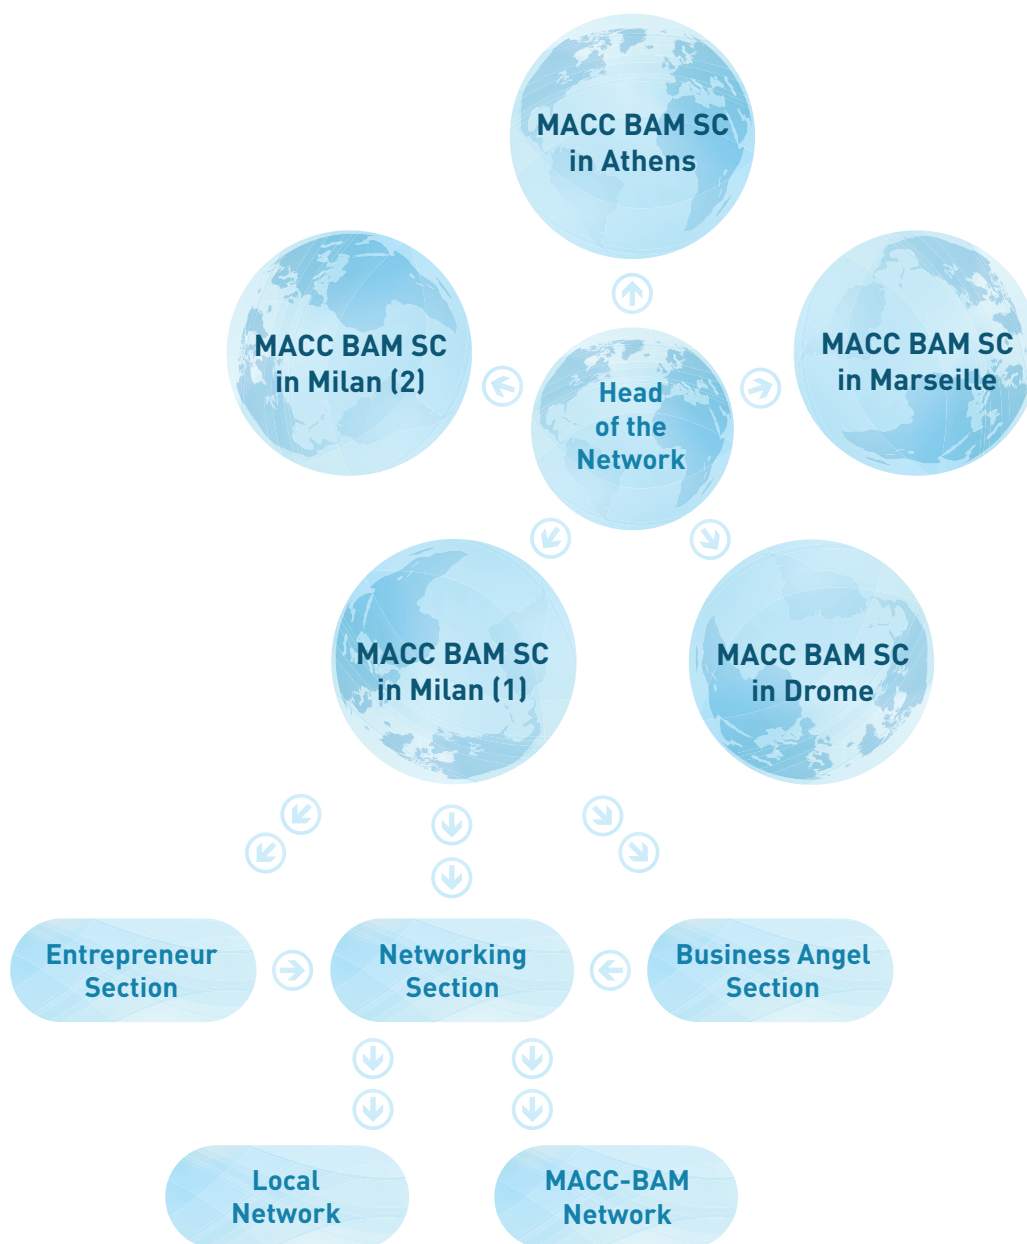 MACC BAM SC
in Athens
MACC BAM SC
in Milan (2)
MACC BAM SC
in Marseille
Head
of the
Network
MACC BAM SC
in Milan (1)
MACC BAM SC
in Drome
Entrepreneur
Section
Networking
Section
Business Angel
Section
Local
Network
MACC-BAM
Network